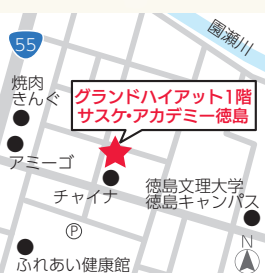 園瀬川
55
焼肉
きんぐ
グランドハイアット1階
サスケ・アカデミー徳島
アミーゴ
チャイナ
徳島文理大学
徳島キャンパス
P
ふれあい健康館
N